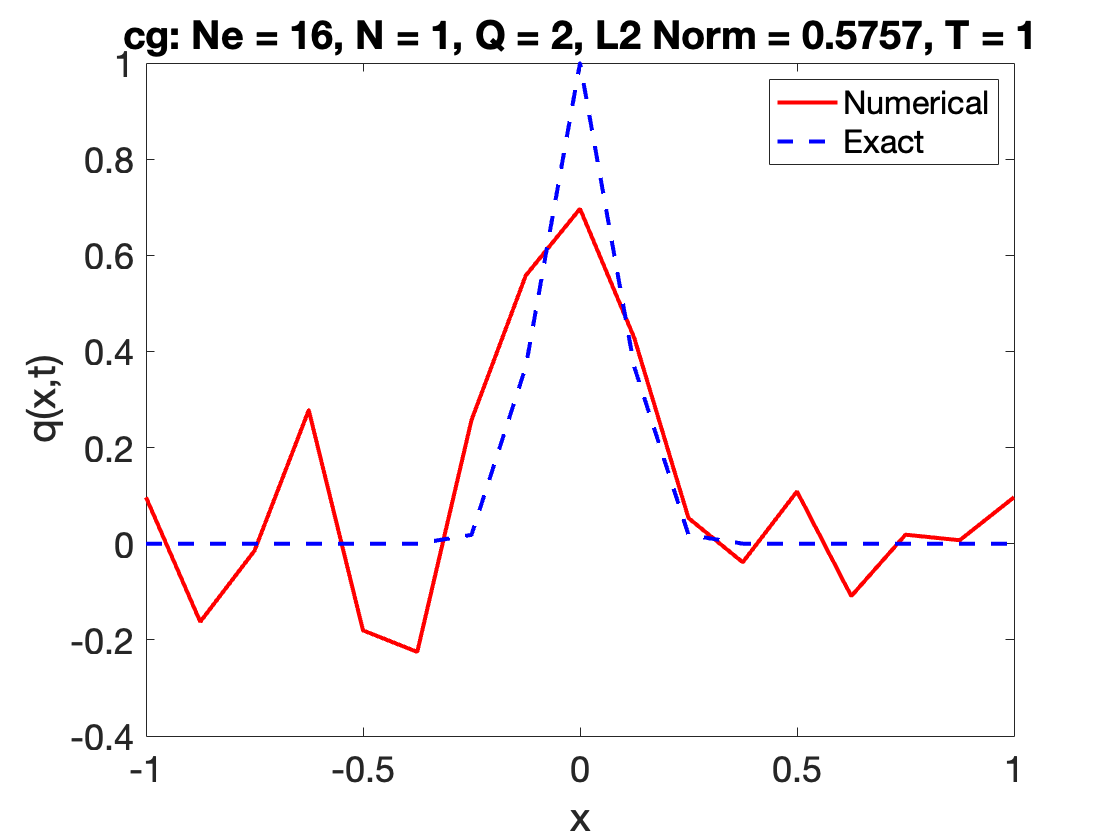 cg: Ne = 16, N = 1, Q = 2, L2 Norm = 0.5757, T = 1
1
0.8
0.6
0.4
0.2
0
-0.2
-0.4
q(x,t)
Numerical
Exact
-1
-0.5
0
0.5
1
x